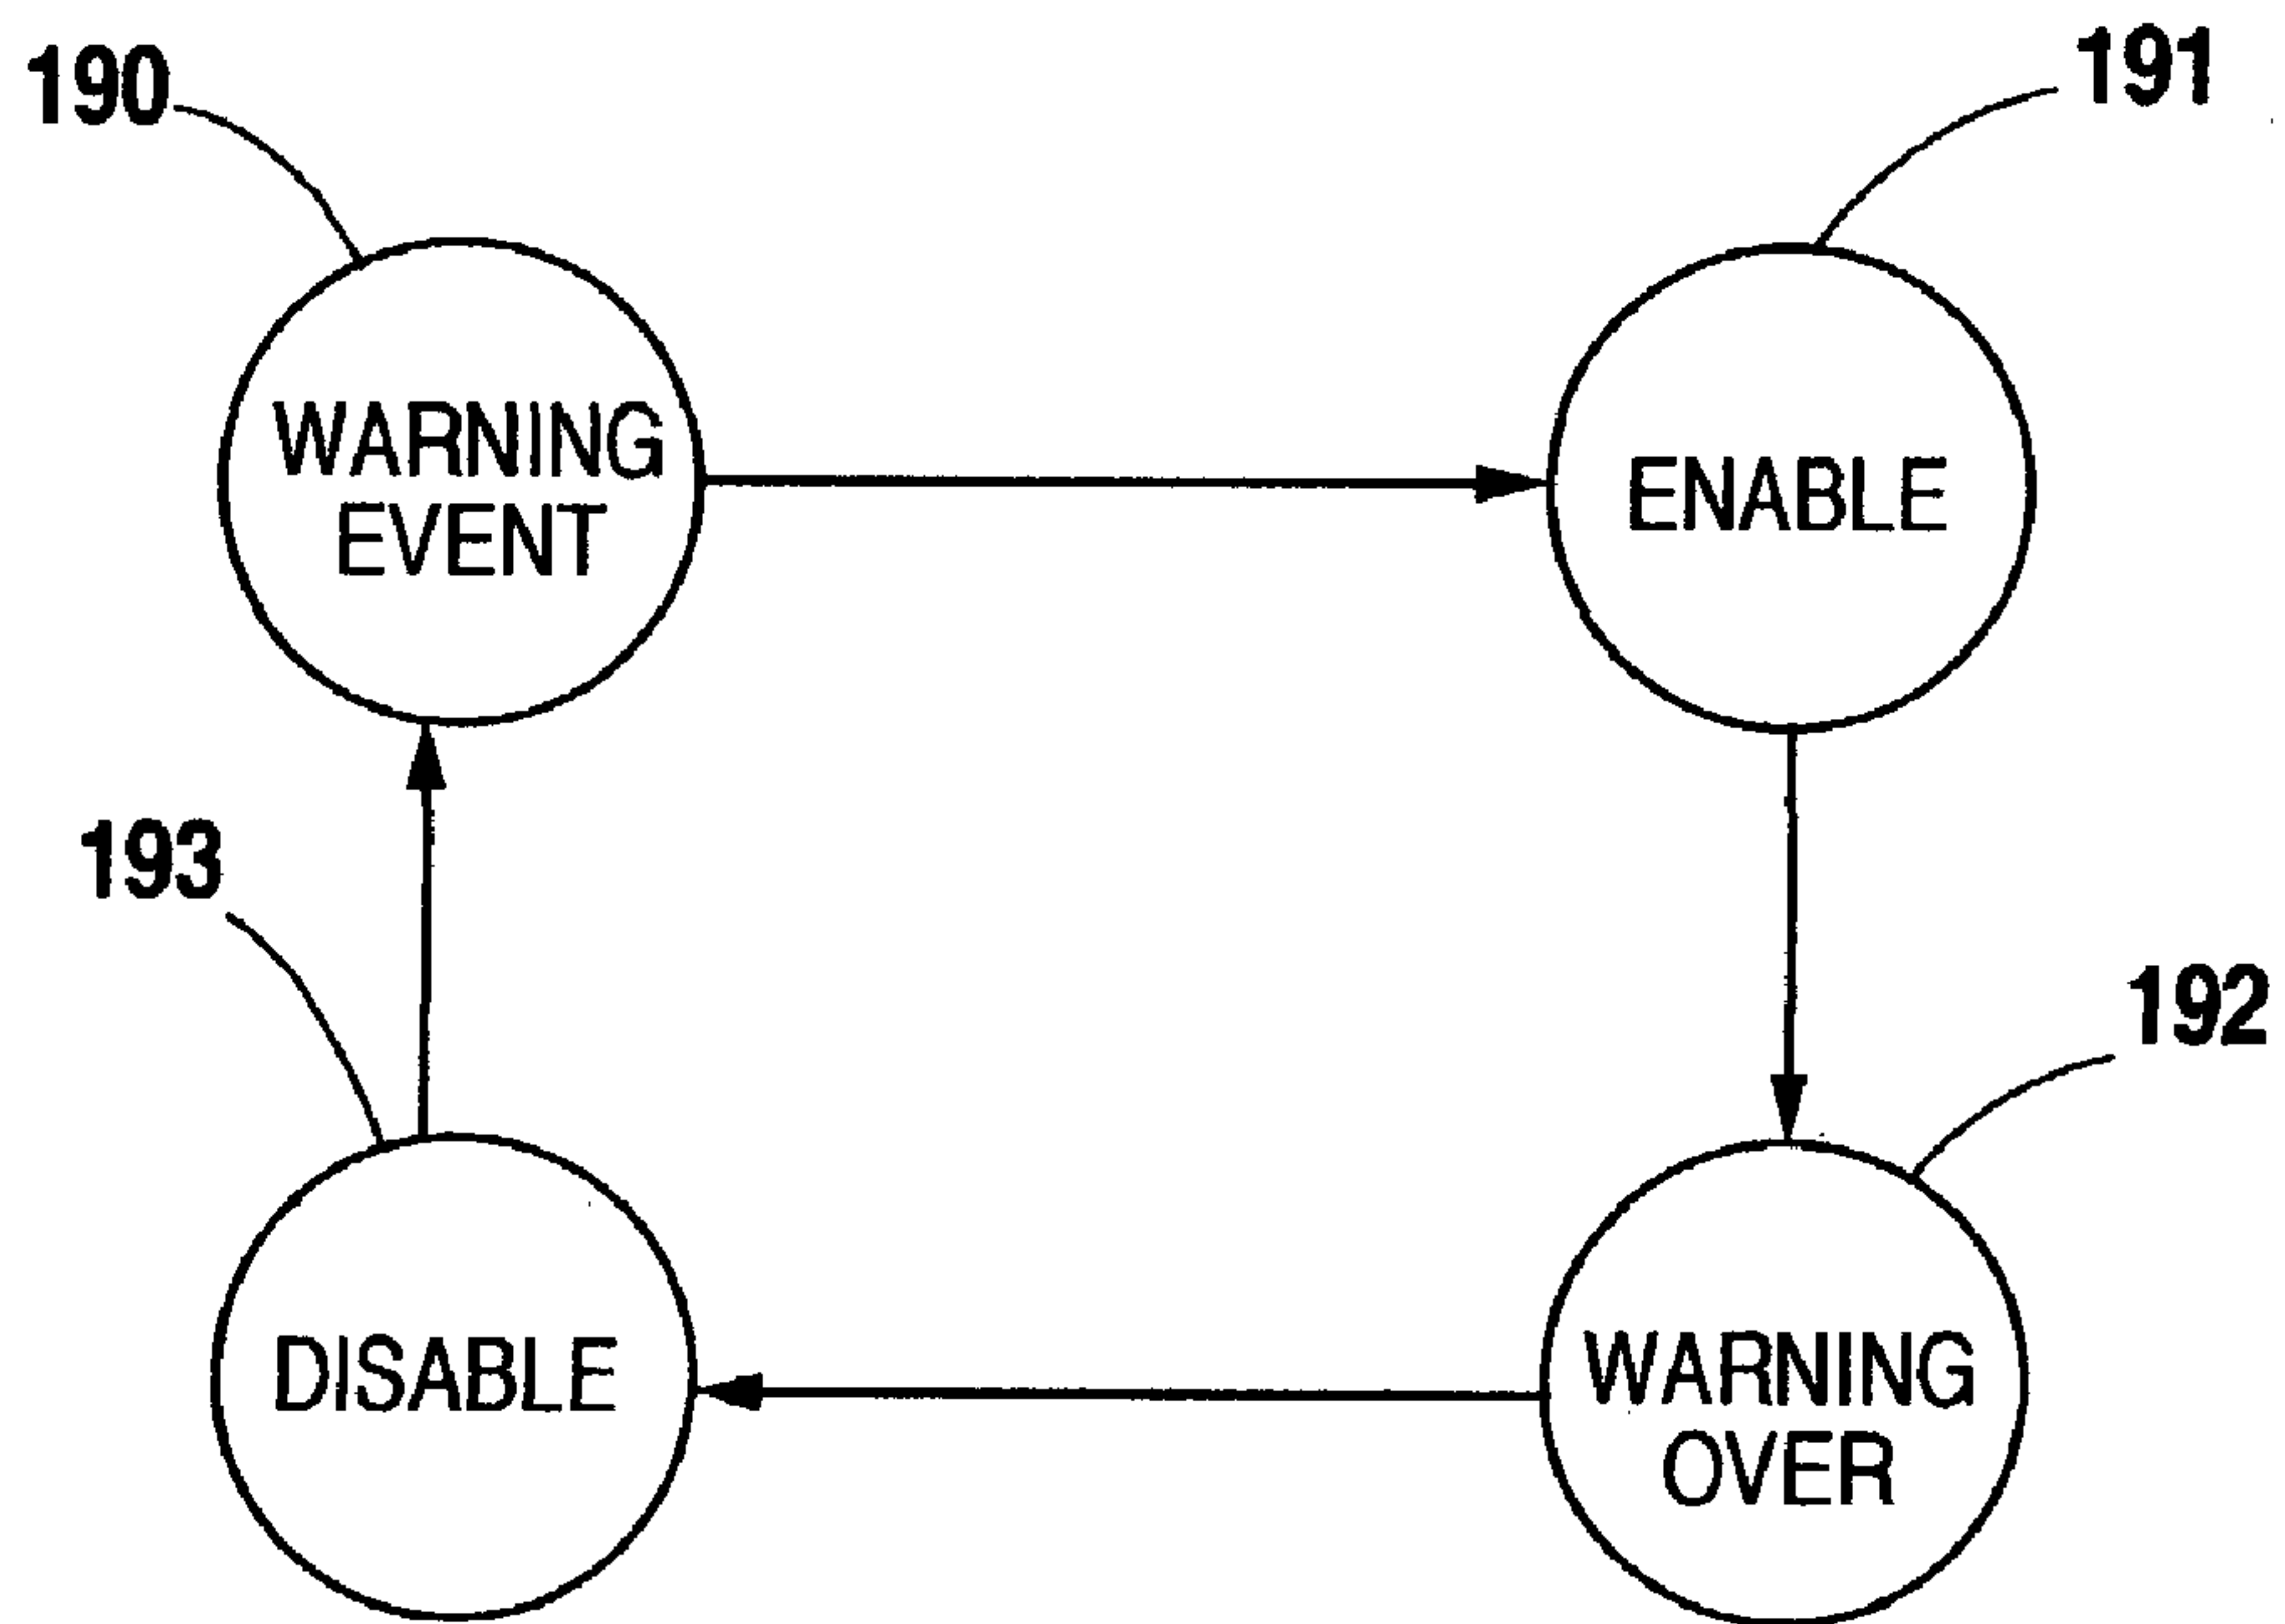 190
191
WARNING
EVENT
ENABLE
193
192
DISABLE
WARNING
OVER